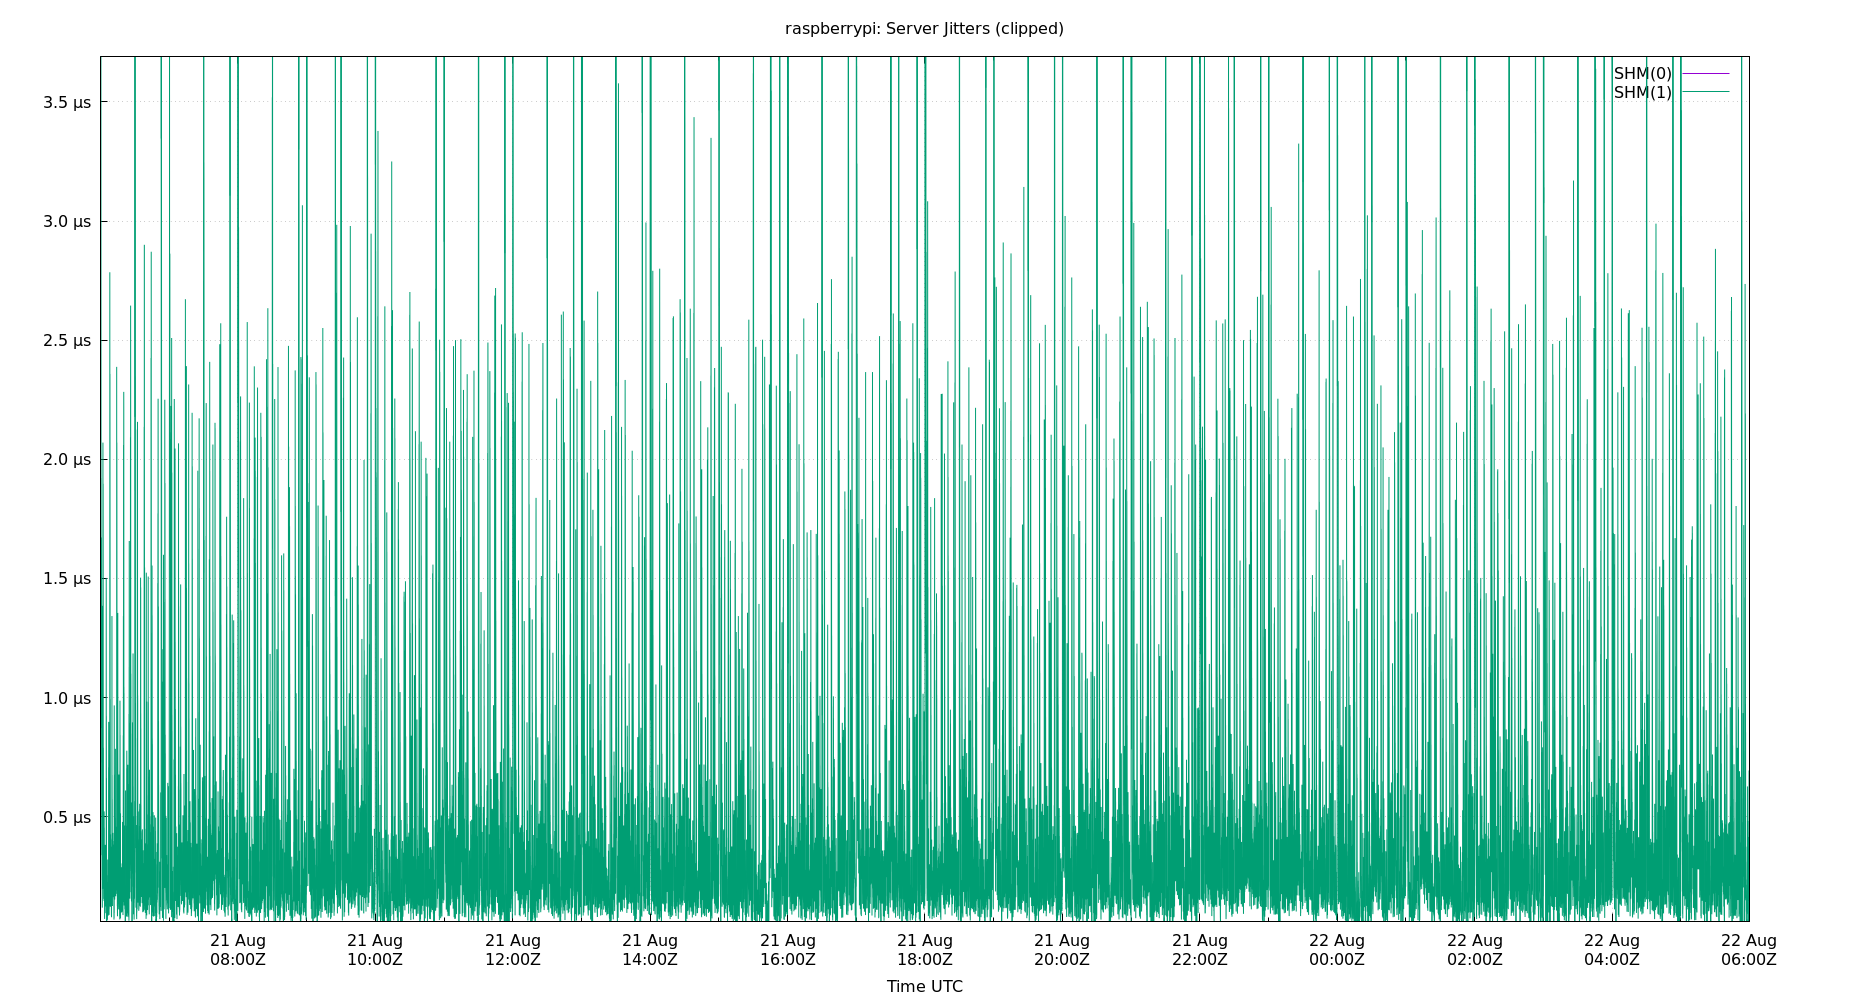 raspberrypi: Server Jitters (clipped)
SHM(0)
SHM(1)
3.5 µs
3.0 µs
2.5 µs
2.0 µs
1.5 µs
1.0 µs
0.5 µs
21 Aug 21 Aug 21 Aug 21 Aug 21 Aug 21 Aug 21 Aug 21 Aug 22 Aug 22 Aug 22 Aug 22 Aug
08:00Z 10:00Z 12:00Z 14:00Z 16:00Z 18:00Z 20:00Z 22:00Z 00:00Z 02:00Z 04:00Z 06:00Z
Time UTC